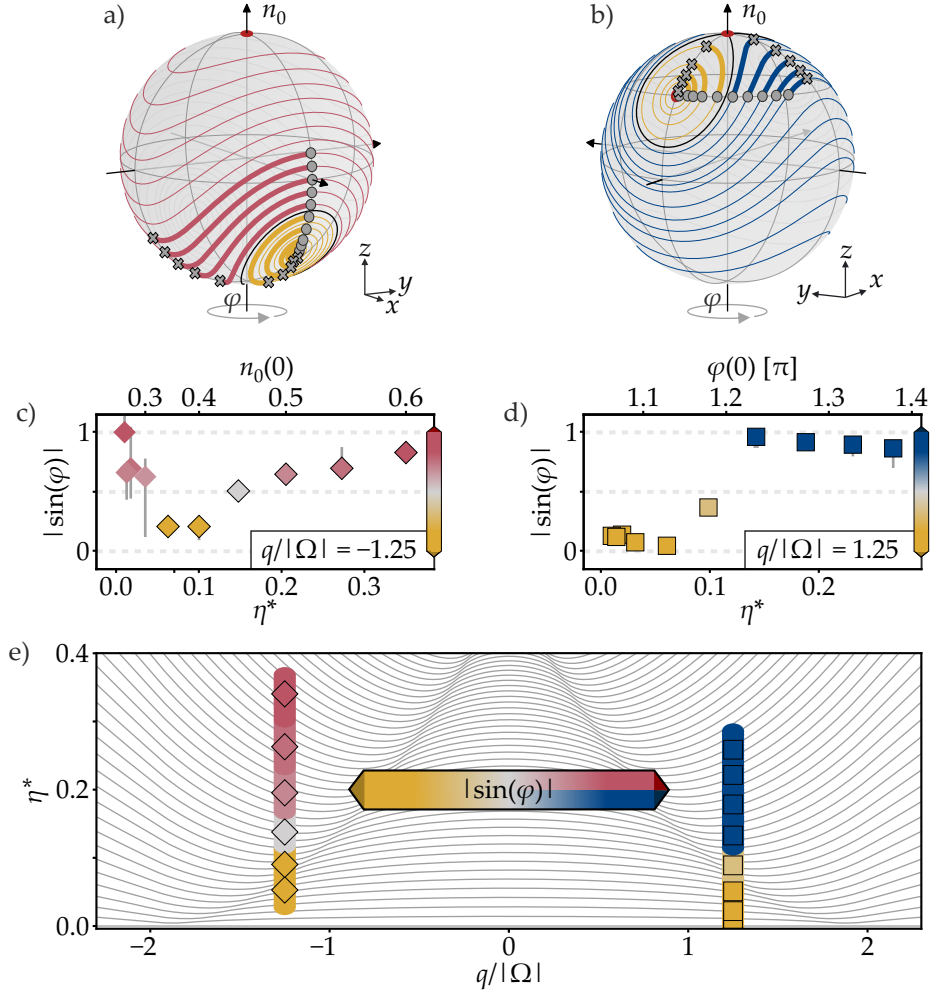 a)
n₀
φ
z
y
x
b)
n₀
φ
z
x
y
n₀(0)
0.3 0.4 0.5 0.6
c)
|sin(φ)|
1
0
q/|Ω| = −1.25
0.0 0.1 0.2 0.3
η*
φ(0) [π]
1.1 1.2 1.3 1.4
d)
|sin(φ)|
1
0
q/|Ω| = 1.25
0.0 0.1 0.2
η*
e)
0.4
0.2
0.0
η*
|sin(φ)|
−2 −1 0 1 2
q/|Ω|